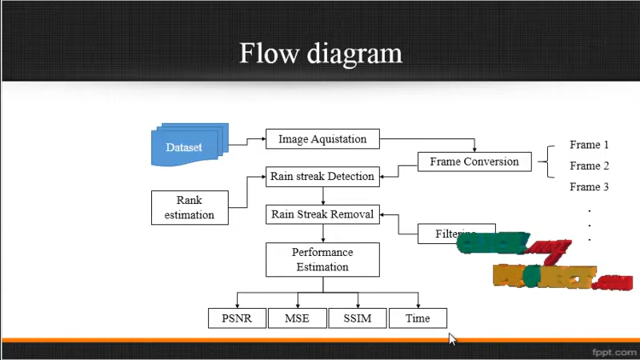 Flow diagram
Dataset
Image Aquistation
Frame Conversion
Frame 1
Frame 2
Frame 3
.
.
.
Rain streak Detection
Rank
estimation
Rain Streak Removal
Filtering
Performance
Estimation
PSNR
MSE
SSIM
Time
fppt.com